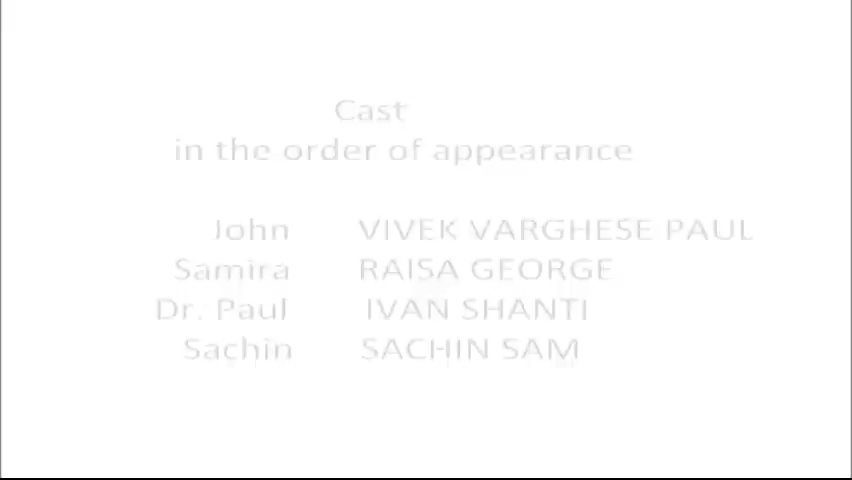 Cast
in the order of appearance
John VIVEK VARGHESE PAUL
Samira RAISA GEORGE
Dr. Paul IVAN SHANTI
Sachin SACHIN SAM